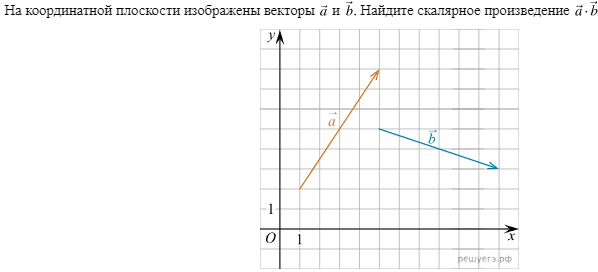 На координатной плоскости изображены векторы a⃗ и b⃗. Найдите скалярное произведение a⃗ · b⃗
y
a⃗
b⃗
1
O 1 x
решуегэ.рф